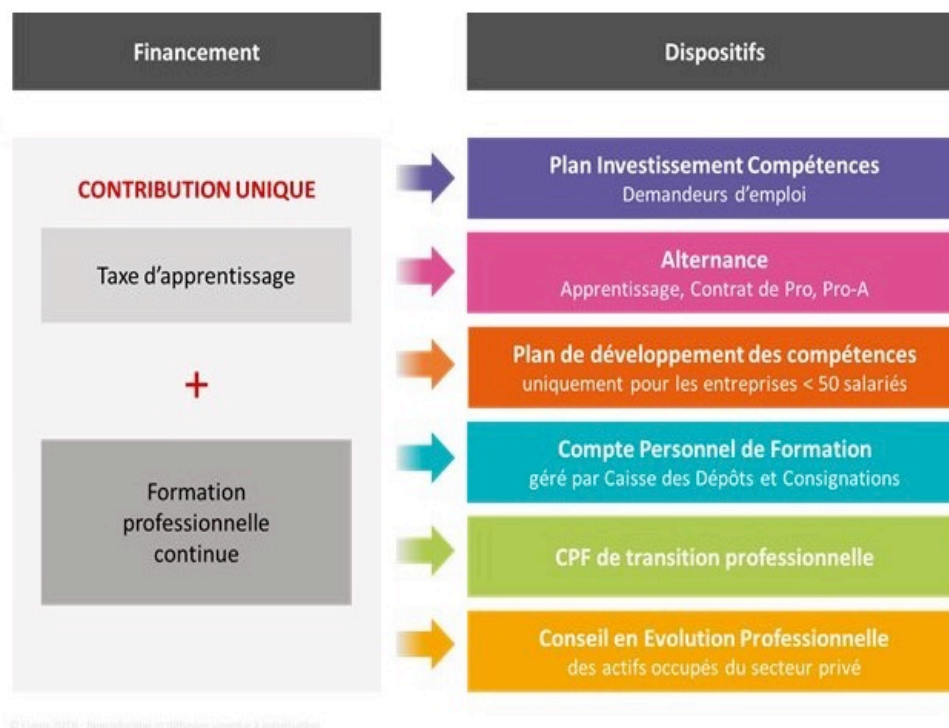 Financement
Dispositifs
CONTRIBUTION UNIQUE
Taxe d'apprentissage
+
Formation
professionnelle
continue
Plan Investissement Compétences
Demandeurs d'emploi
Alternance
Apprentissage, Contrat de Pro, Pro-A
Plan de développement des compétences
uniquement pour les entreprises < 50 salariés
Compte Personnel de Formation
géré par Caisse des Dépôts et Consignations
CPF de transition professionnelle
Conseil en Evolution Professionnelle
des actifs occupés du secteur privé